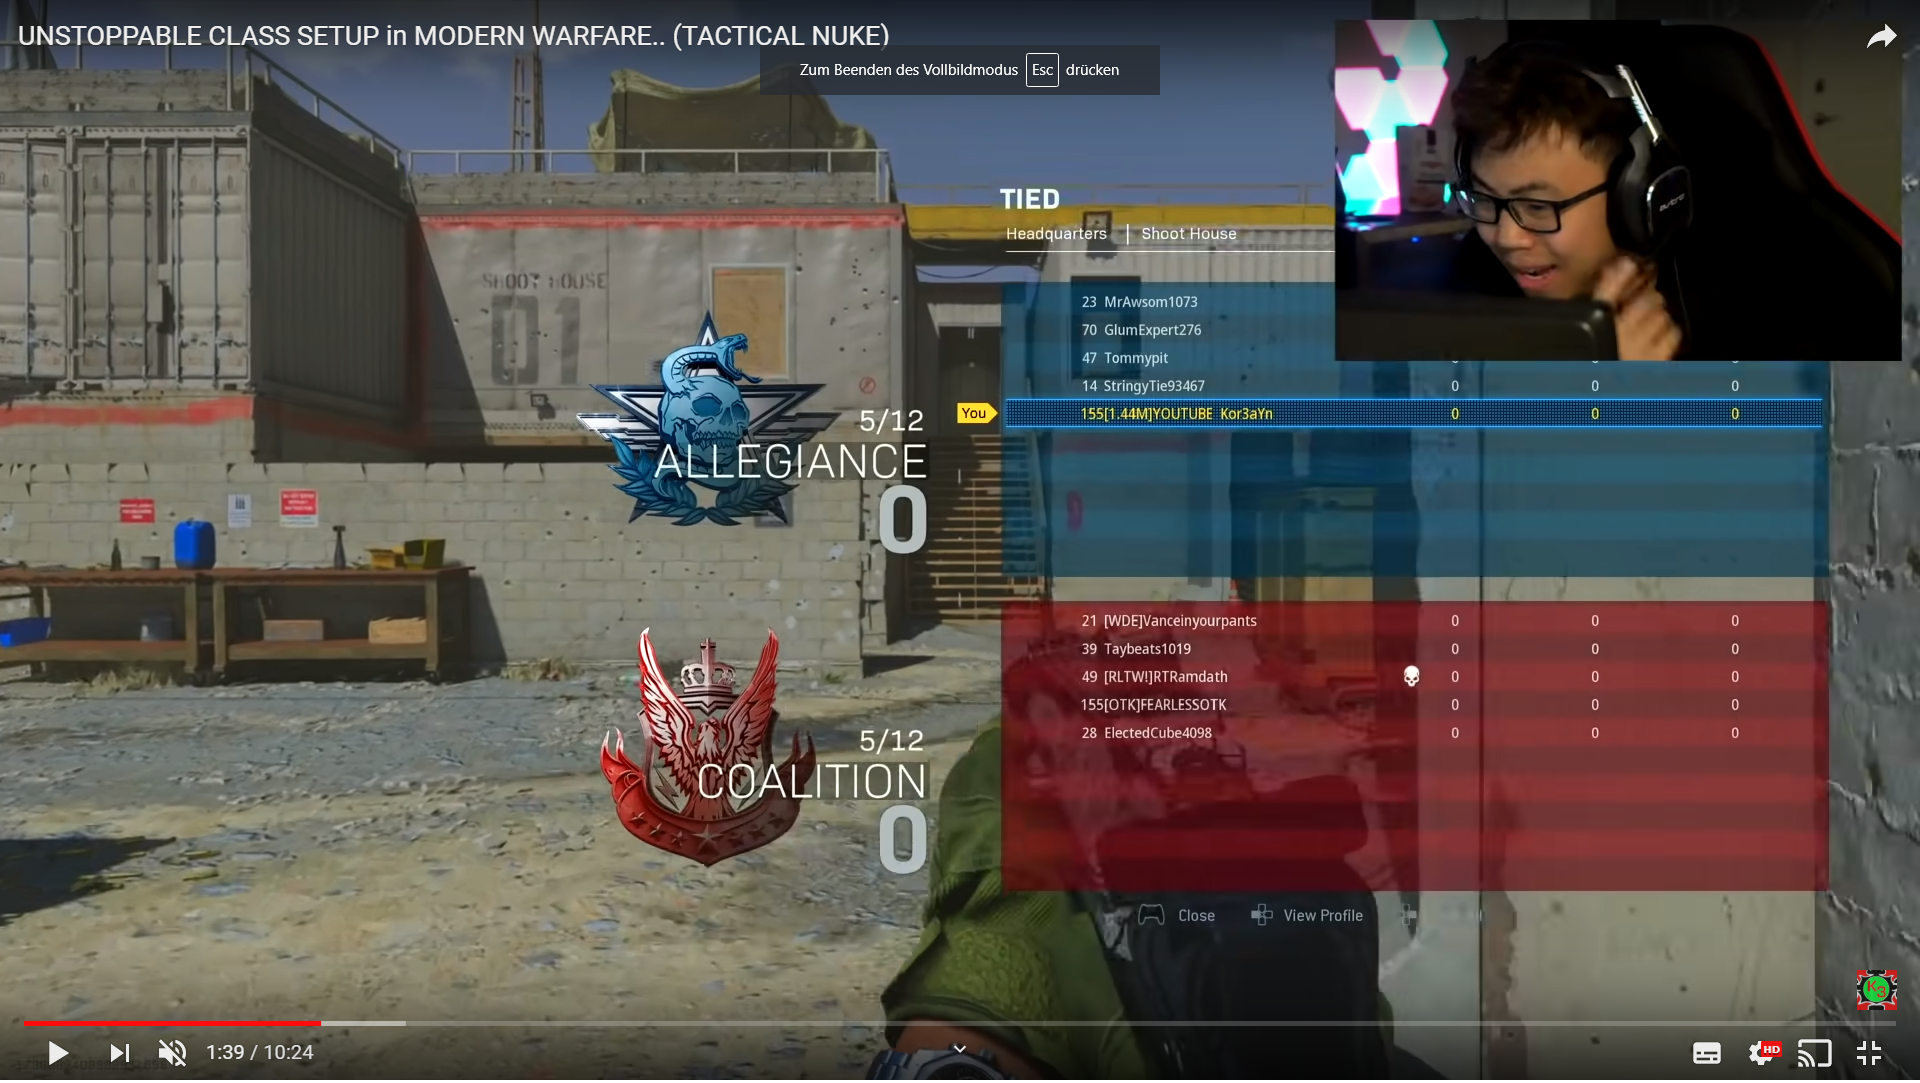 UNSTOPPABLE CLASS SETUP in MODERN WARFARE.. (TACTICAL NUKE)
Zum Beenden des Vollbildmodus Esc drücken
TIED
Headquarters | Shoot House
SHOOT HOUSE
01
23 MrAwsom1073
70 GlumExpert276
47 Tommypit
14 StringyTie93467 0 0 0
You 155[1.44M]YOUTUBE Kor3aYn 0 0 0
5/12
ALLEGIANCE
0
21 [WDE]Vanceinyourpants 0 0 0
39 Taybeats1019 0 0 0
49 [RLTW!]RTRamdath 0 0 0
155[OTK]FEARLESSOTK 0 0 0
28 ElectedCube4098 0 0 0
5/12
COALITION
0
Close View Profile
K3
1:39 / 10:24
HD